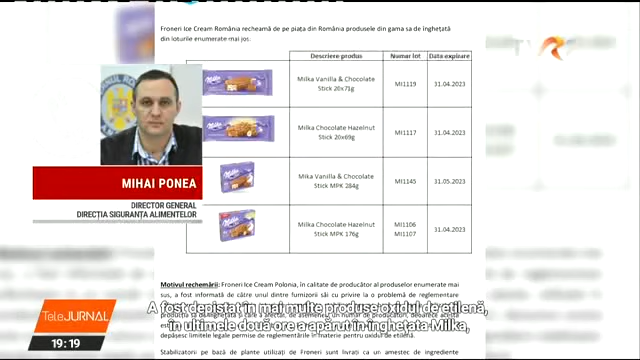 Froneri Ice Cream România recheamă de pe piața din România produsele din gama sa de înghețată
din loturile enumerate mai jos.
Descriere produs Numar lot Data expirare
Milka Vanilla & Chocolate
Stick 20x71g
MI1119
31.04.2023
Milka Chocolate Hazelnut
Stick 20x69g
MI1117
31.04.2023
Mika Vanilla & Chocolate
Stick MPK 284g
MI1145
31.05.2023
Milka Chocolate Hazelnut
Stick MPK 176g
MI1106
MI1107
31.04.2023
TVR
MIHAI PONEA
DIRECTOR GENERAL
DIRECȚIA SIGURANȚA ALIMENTELOR
Motivul rechemării: Froneri Ice Cream Polonia, în calitate de producător al produselor enumerate mai
sus, a fost informată de către unul dintre furnizorii săi cu privire la o problemă de reglementare
A fost depistat în mai multe produse oxidul de etilenă,
în ultimele două ore a apărut în înghețata Milka,
depășesc limitele legale permise de reglementările în materie pentru oxidul de etilenă.
Stabilizatori pe bază de plante utilizați de Froneri sunt livrați ca un amestec de ingrediente
TeleJURNAL
19:19